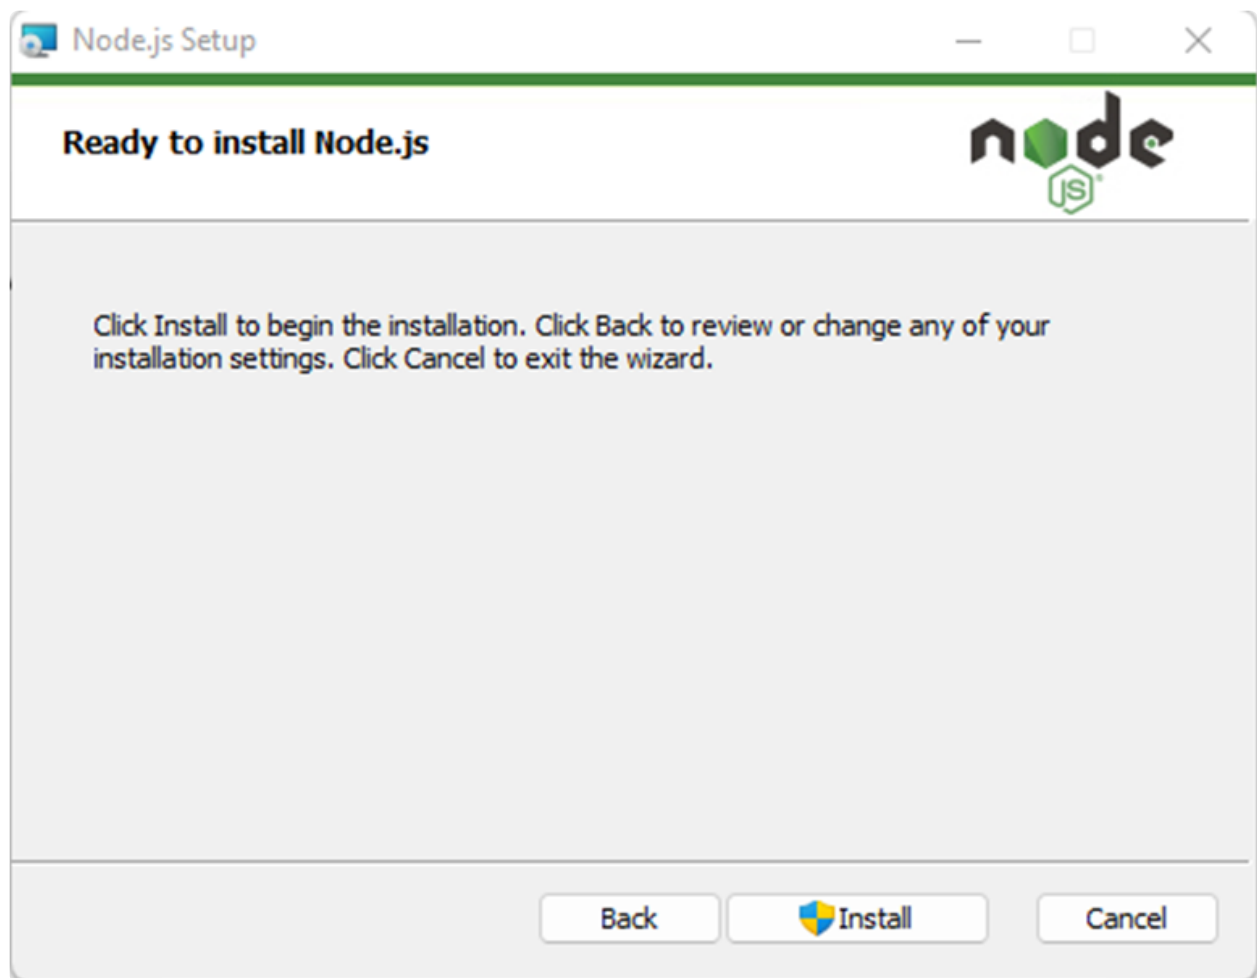 Node.js Setup
Ready to install Node.js
node
JS
Click Install to begin the installation. Click Back to review or change any of your
installation settings. Click Cancel to exit the wizard.
Back
Install
Cancel